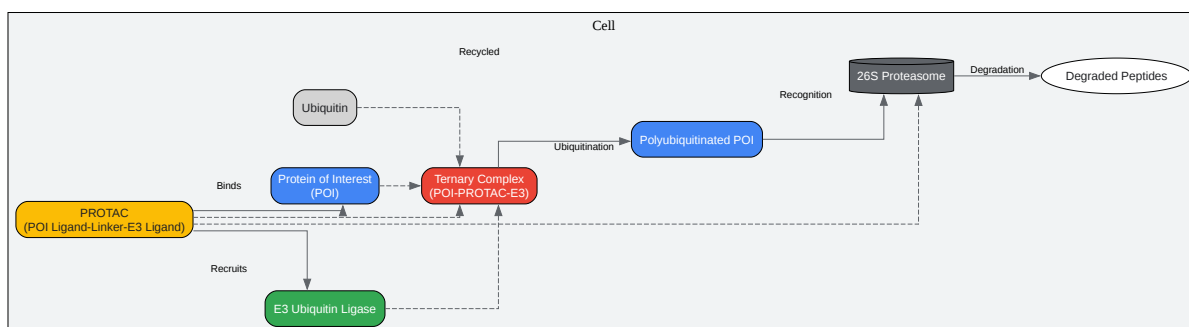 Cell
Recycled
26S Proteasome
Degradation
Degraded Peptides
Recognition
Ubiquitin
Ubiquitination
Polyubiquitinated POI
Binds
Protein of Interest
(POI)
Ternary Complex
(POI-PROTAC-E3)
PROTAC
(POI Ligand-Linker-E3 Ligand)
Recruits
E3 Ubiquitin Ligase